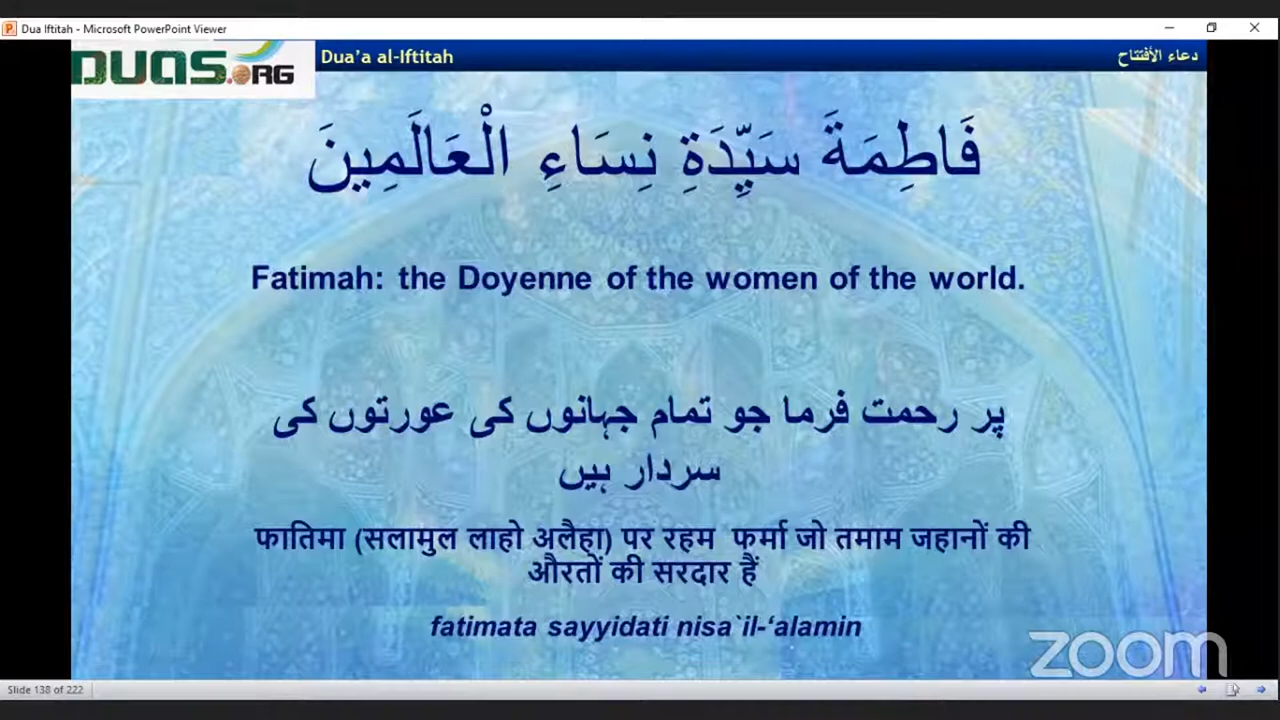 Dua Iftitah - Microsoft PowerPoint Viewer
DUAS.ORG
Dua’a al-Iftitah
دعاء الأفتتاح
فَاطِمَةَ سَيِّدَةِ نِسَاءِ الْعَالَمِينَ
Fatimah: the Doyenne of the women of the world.
پر رحمت فرما جو تمام جہانوں کی عورتوں کی
سردار ہیں
फातिमा (सलामुल लाहो अलैहा) पर रहम फर्मा जो तमाम जहानों की
औरतों की सरदार हैं
fatimata sayyidati nisa`il-‘alamin
zoom
Slide 138 of 222